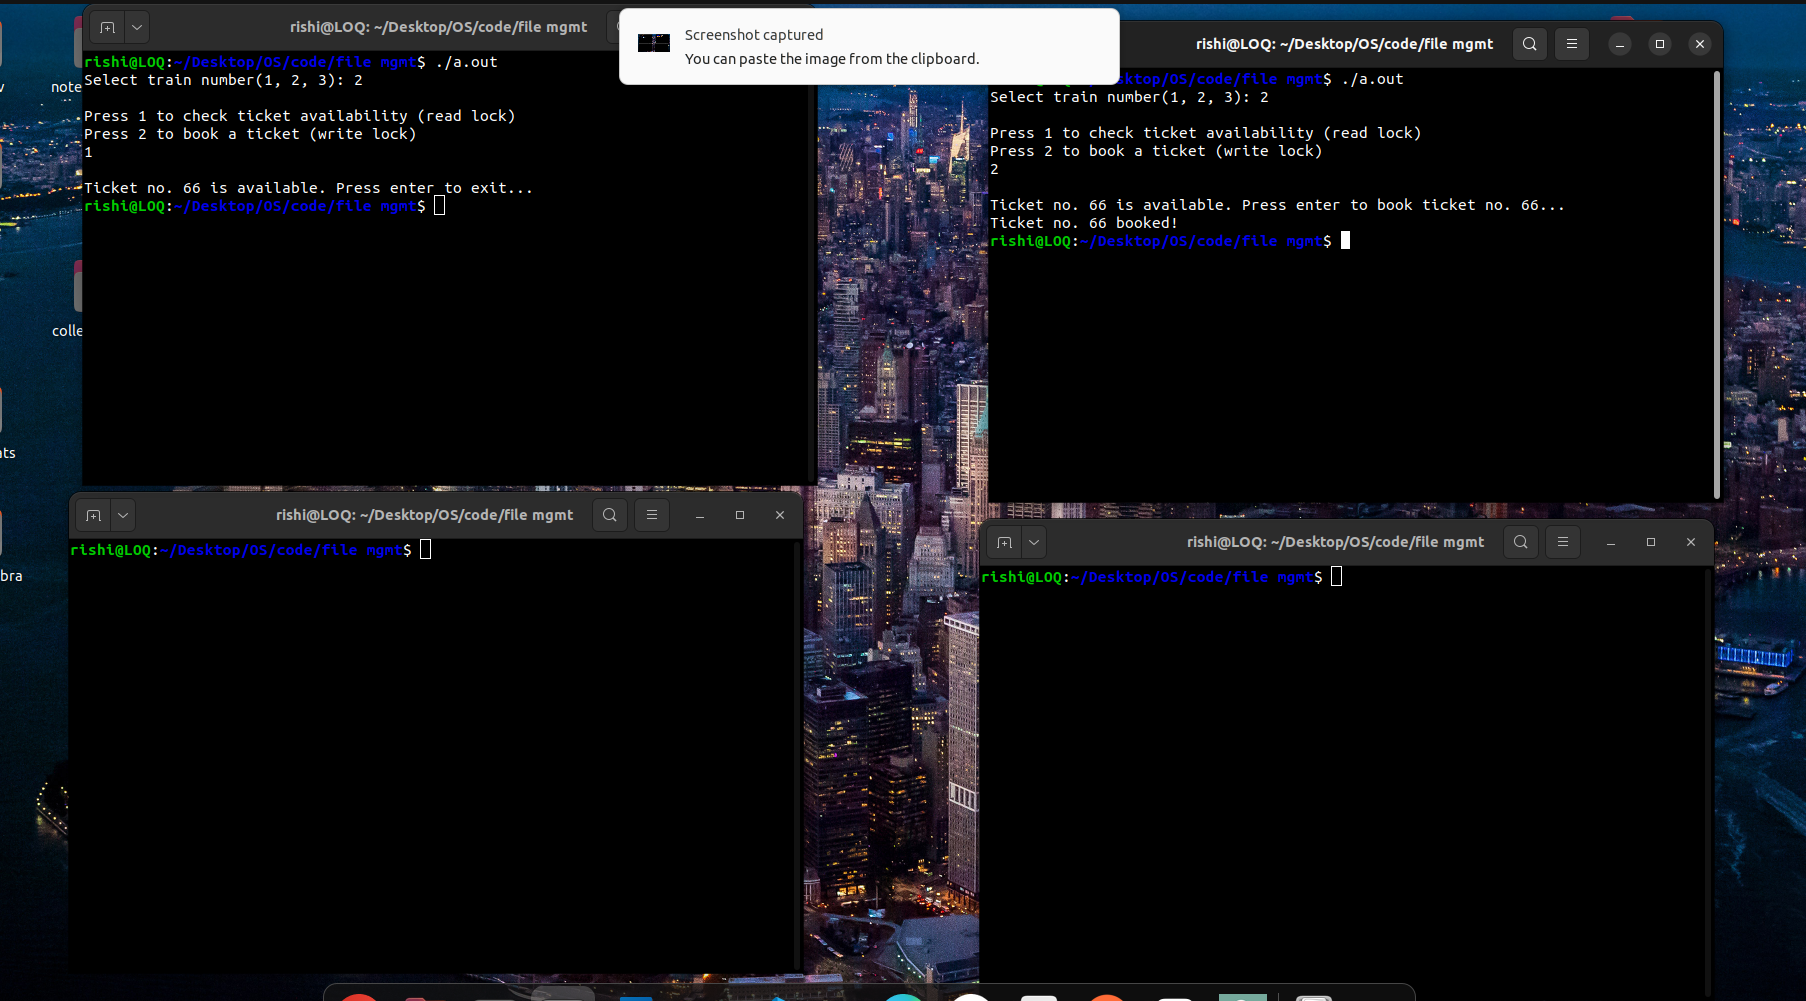 rishi@LOQ: ~/Desktop/OS/code/file mgmt
rishi@LOQ:~/Desktop/OS/code/file mgmt$ ./a.out
Select train number(1, 2, 3): 2
Press 1 to check ticket availability (read lock)
Press 2 to book a ticket (write lock)
1
Ticket no. 66 is available. Press enter to exit...
rishi@LOQ:~/Desktop/OS/code/file mgmt$
Screenshot captured
You can paste the image from the clipboard.
rishi@LOQ: ~/Desktop/OS/code/file mgmt
ktop/OS/code/file mgmt$ ./a.out
Select train number(1, 2, 3): 2
Press 1 to check ticket availability (read lock)
Press 2 to book a ticket (write lock)
2
Ticket no. 66 is available. Press enter to book ticket no. 66...
Ticket no. 66 booked!
rishi@LOQ:~/Desktop/OS/code/file mgmt$
note
colle
ats
bra
rishi@LOQ: ~/Desktop/OS/code/file mgmt
rishi@LOQ:~/Desktop/OS/code/file mgmt$
rishi@LOQ: ~/Desktop/OS/code/file mgmt
rishi@LOQ:~/Desktop/OS/code/file mgmt$